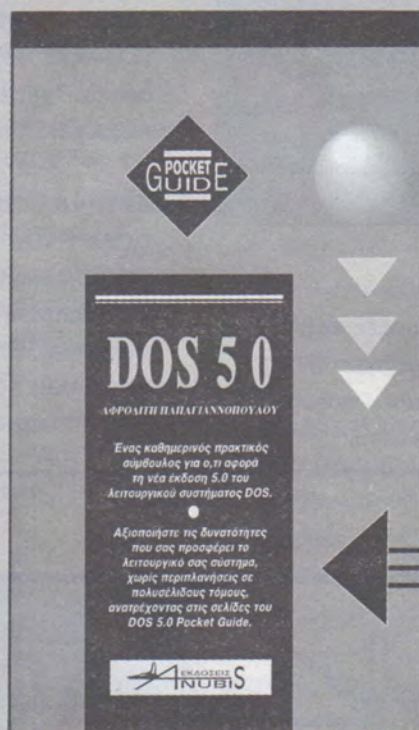 POCKET
GUIDE
DOS 5 0
ΑΦΡΟΔΙΤΗ ΠΑΠΑΓΙΑΝΝΟΠΟΥΛΟΥ
Ένας καθημερινός πρακτικός
σύμβουλος για ο,τι αφορά
τη νέα έκδοση 5.0 του
λειτουργικού συστήματος DOS.
Αξιοποιήστε τις δυνατότητες
που σας προσφέρει το
λειτουργικό σας σύστημα,
χωρίς περιπλανήσεις σε
πολυσέλιδους τόμους,
ανατρέχοντας στις σελίδες του
DOS 5.0 Pocket Guide.
ΕΚΔΟΣΕΙΣ
ANUBIS